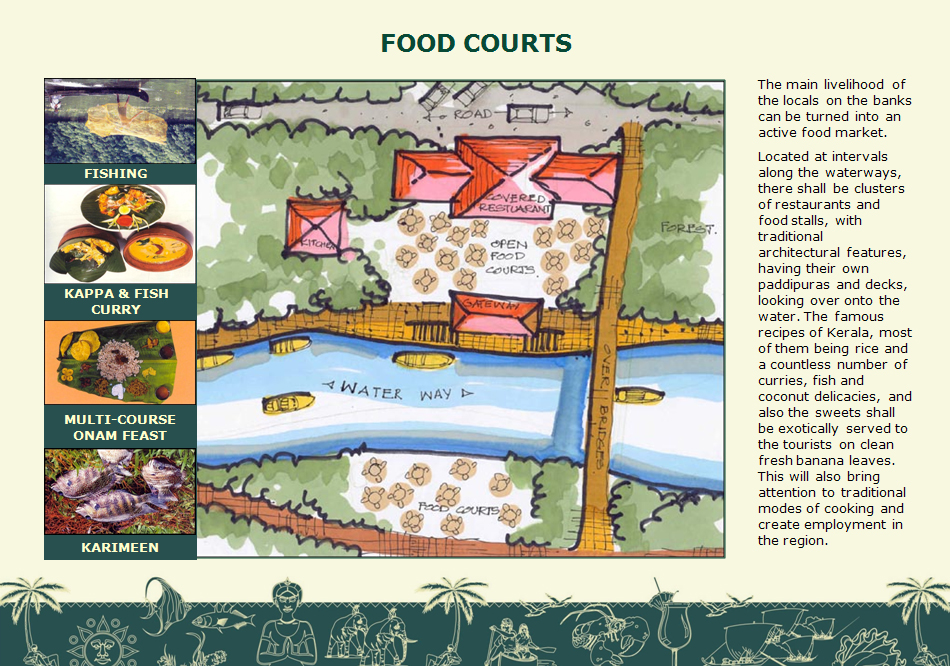 FOOD COURTS
FISHING
KAPPA & FISH
CURRY
MULTI-COURSE
ONAM FEAST
KARIMEEN
ROAD
COVERED
RESTUARANT
KITCHEN
OPEN
FOOD
COURTS.
FOREST.
GATEWAY
WATER WAY
OVER BRIDGES
FOOD COURTS
The main livelihood of
the locals on the banks
can be turned into an
active food market.
Located at intervals
along the waterways,
there shall be clusters
of restaurants and
food stalls, with
traditional
architectural features,
having their own
paddipuras and decks,
looking over onto the
water. The famous
recipes of Kerala, most
of them being rice and
a countless number of
curries, fish and
coconut delicacies, and
also the sweets shall
be exotically served to
the tourists on clean
fresh banana leaves.
This will also bring
attention to traditional
modes of cooking and
create employment in
the region.